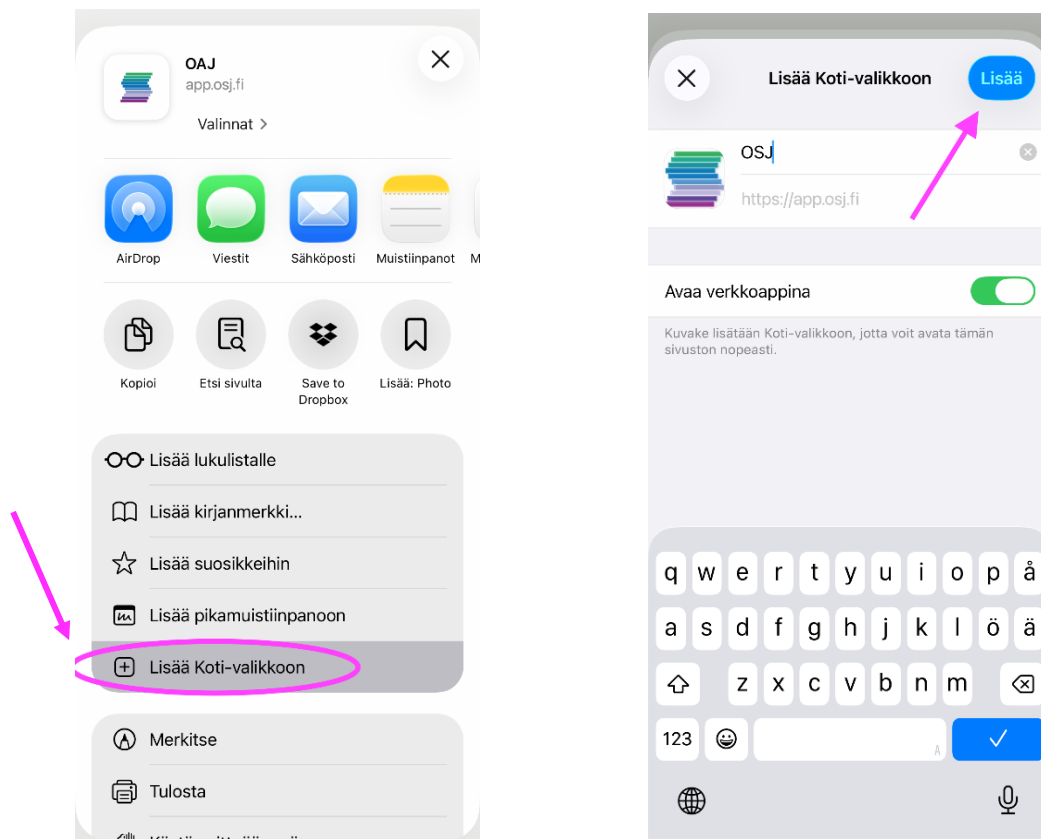 OAJ
app.osj.fi
Valinnat >
AirDrop
Viestit
Sähköposti
Muistiinpanot
M
Kopioi
Etsi sivulta
Save to
Dropbox
Lisää: Photo
Lisää lukulistalle
Lisää kirjanmerkki...
Lisää suosikkeihin
Lisää pikamuistiinpanoon
Lisää Koti-valikkoon
Merkitse
Tulosta
Lisää Koti-valikkoon
Lisää
OSJ
https://app.osj.fi
Avaa verkkoappina
Kuvake lisätään Koti-valikkoon, jotta voit avata tämän
sivuston nopeasti.
q w e r t y u i o p å
a s d f g h j k l ö ä
z x c v b n m
123
A